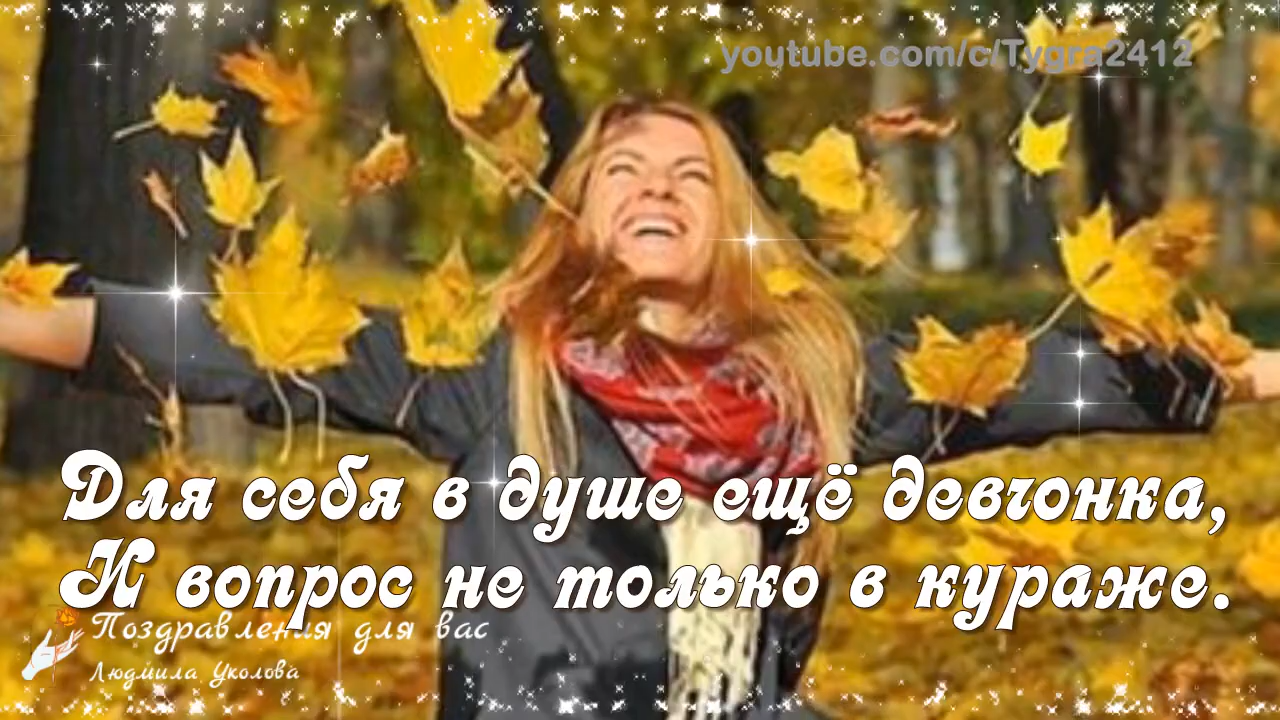 youtube.com/c/Tygra2412
Для себя в душе ещё девчонка,
И вопрос не только в кураже.
Поздравления для вас
Людмила Уколова